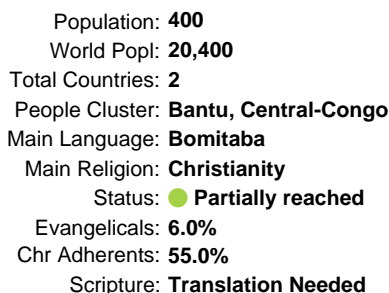 Population: 400
World Popl: 20,400
Total Countries: 2
People Cluster: Bantu, Central-Congo
Main Language: Bomitaba
Main Religion: Christianity
Status: Partially reached
Evangelicals: 6.0%
Chr Adherents: 55.0%
Scripture: Translation Needed